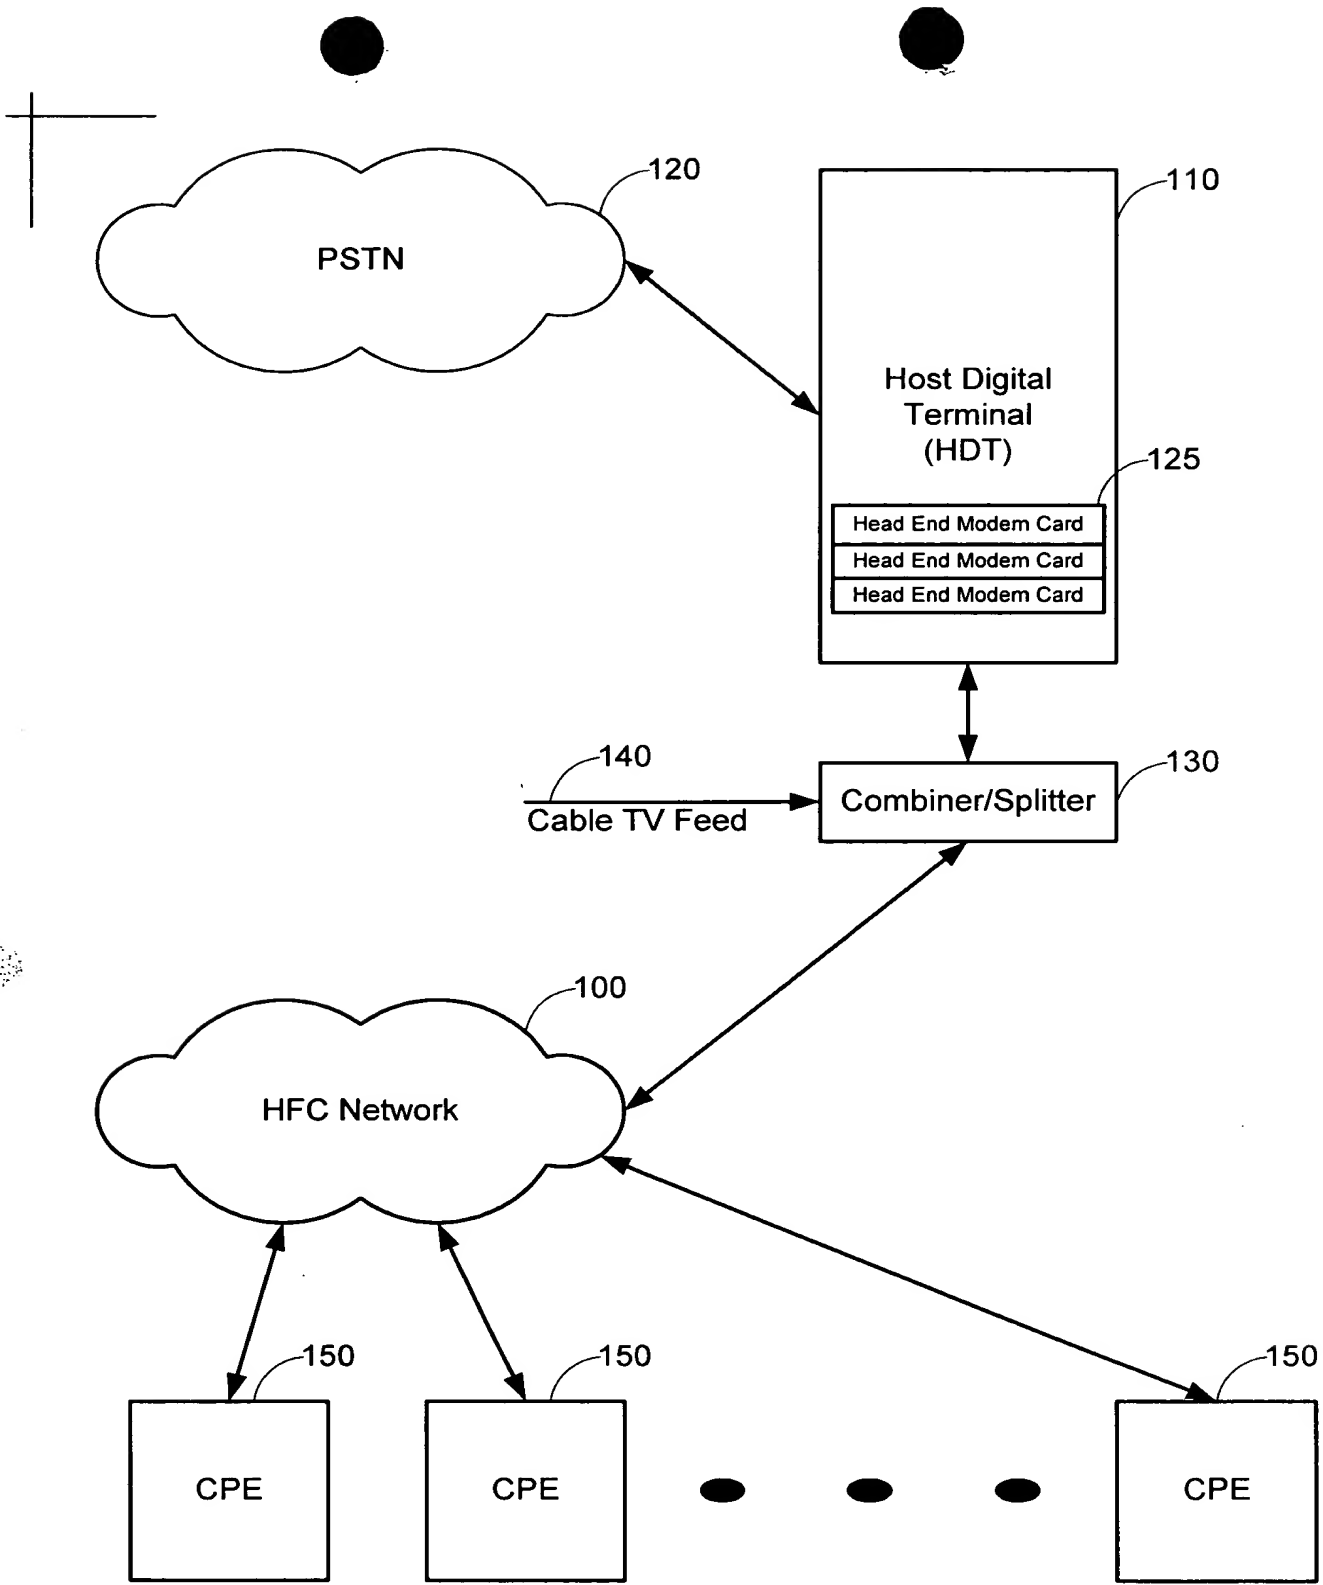 120
110
PSTN
Host Digital
Terminal
(HDT)
125
Head End Modem Card
Head End Modem Card
Head End Modem Card
140
130
Cable TV Feed
Combiner/Splitter
100
HFC Network
150
150
150
CPE
CPE
CPE